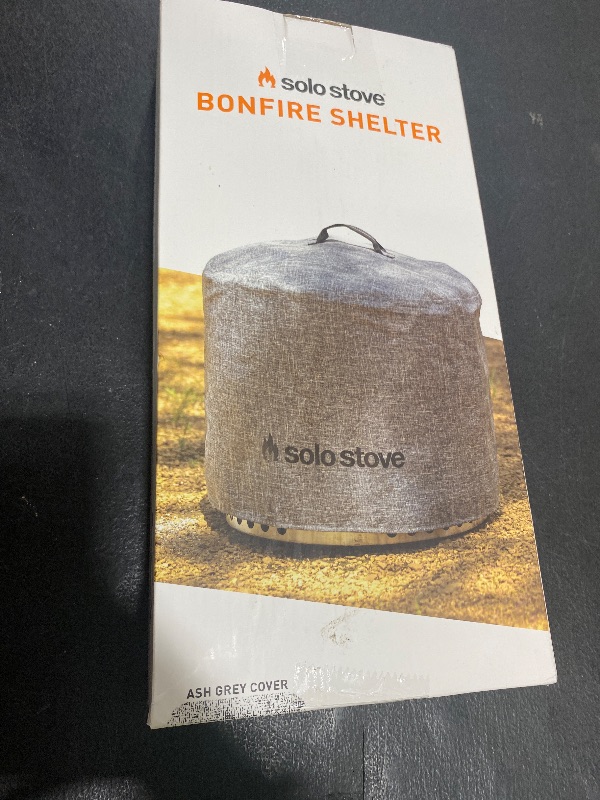 solo stove
BONFIRE SHELTER
solo stove
ASH GREY COVER